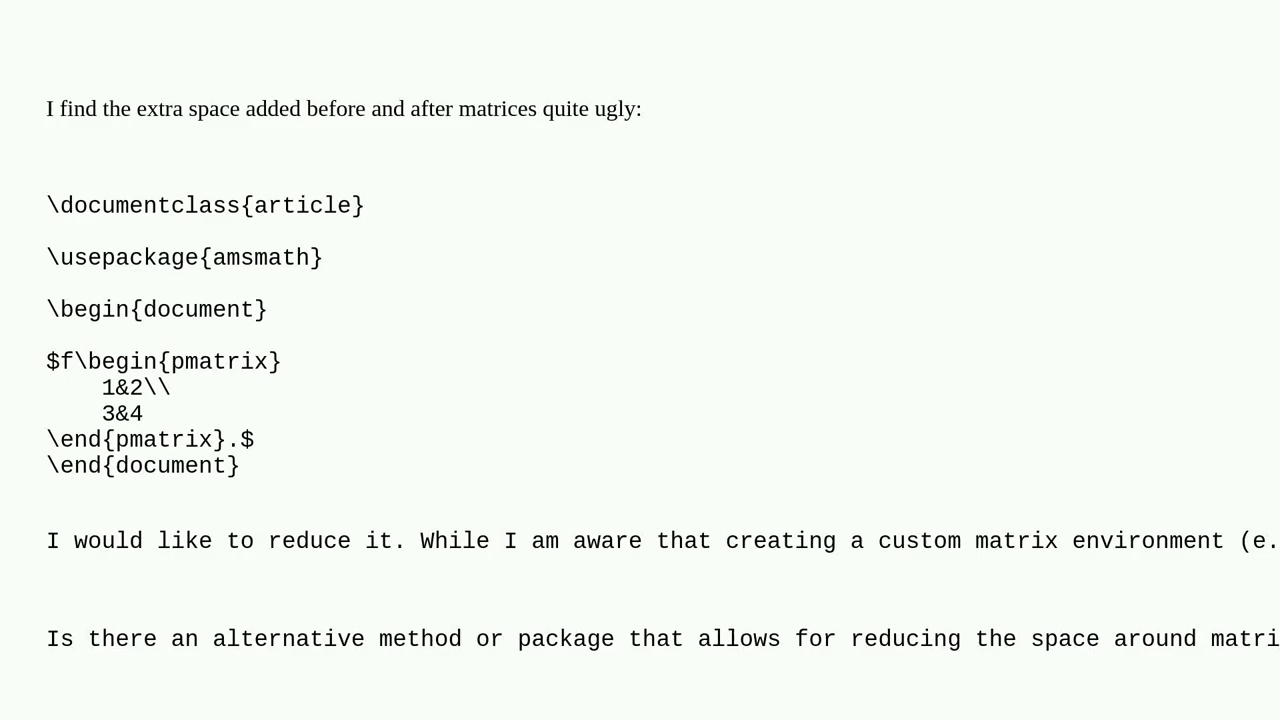 I find the extra space added before and after matrices quite ugly:
\documentclass{article}
\usepackage{amsmath}
\begin{document}
$f\begin{pmatrix}
    1&2\\
    3&4
\end{pmatrix}.$
\end{document}
I would like to reduce it. While I am aware that creating a custom matrix environment (e.
Is there an alternative method or package that allows for reducing the space around matri